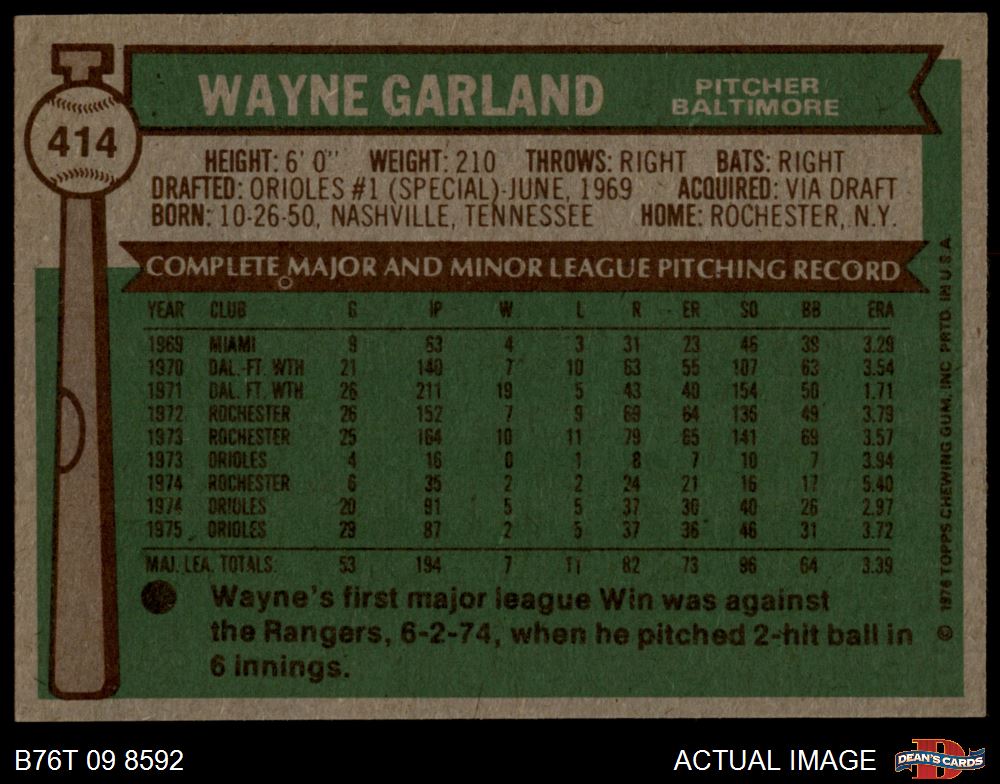 WAYNE GARLAND
PITCHER
BALTIMORE
414
HEIGHT: 6' 0" WEIGHT: 210 THROWS: RIGHT BATS: RIGHT
DRAFTED: ORIOLES #1 (SPECIAL)-JUNE, 1969 ACQUIRED: VIA DRAFT
BORN: 10-26-50, NASHVILLE, TENNESSEE HOME: ROCHESTER, N.Y.
COMPLETE MAJOR AND MINOR LEAGUE PITCHING RECORD
YEAR CLUB G IP W L R ER SO BB ERA
1969 MIAMI 9 63 4 3 31 23 46 39 3.29
1970 DAL.-FT. WTH 21 140 7 10 63 55 107 63 3.54
1971 DAL. FT. WTH 26 211 19 5 43 40 154 50 1.71
1972 ROCHESTER 26 152 7 9 69 64 136 49 3.79
1973 ROCHESTER 25 164 10 11 79 65 141 69 3.57
1973 ORIOLES 4 16 0 1 8 7 10 7 3.94
1974 ROCHESTER 6 35 2 2 24 21 16 17 5.40
1974 ORIOLES 20 91 5 5 37 30 40 26 2.97
1975 ORIOLES 29 87 2 5 37 36 46 31 3.72
MAJ. LEA. TOTALS. 53 194 7 11 82 73 96 64 3.39
Wayne's first major league Win was against
the Rangers, 6-2-74, when he pitched 2-hit ball in
6 innings.
© 1976 TOPPS CHEWING GUM, INC. PRTD. IN U.S.A.
B76T 09 8592
ACTUAL IMAGE
D
DEAN'S CARDS